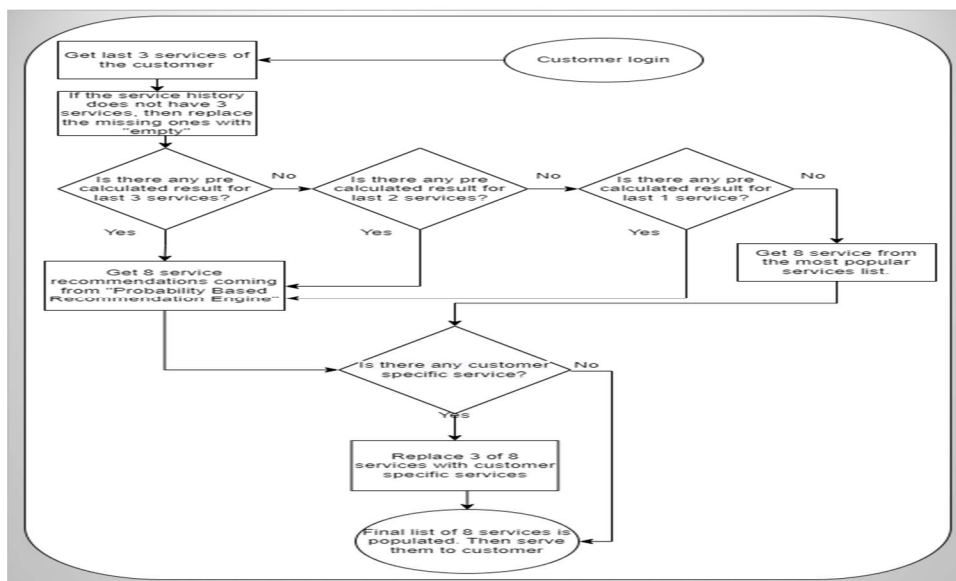 Get last 3 services of
the customer
Customer login
If the service history
does not have 3
services, then replace
the missing ones with
"empty"
Is there any pre
calculated result for
last 3 services?
No
Is there any pre
calculated result for
last 2 services?
No
Is there any pre
calculated result for
last 1 service?
No
Yes
Yes
Yes
Get 8 service
recommendations coming
from "Probability Based
Recommendation Engine"
Get 8 service from
the most popular
services list.
Is there any customer
specific service?
No
Yes
Replace 3 of 8
services with customer
specific services
Final list of 8 services is
populated. Then serve
them to customer